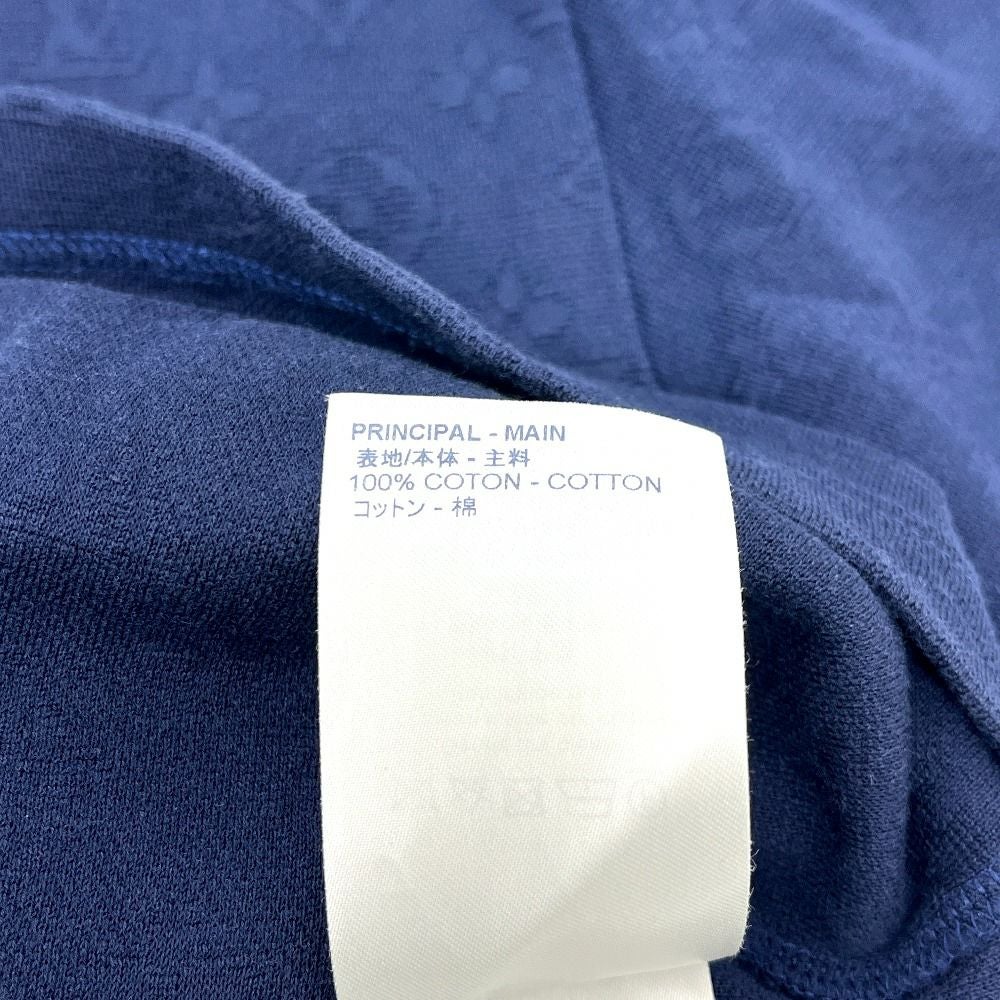 PRINCIPAL - MAIN
表地/本体 - 主料
100% COTON - COTTON
コットン - 棉